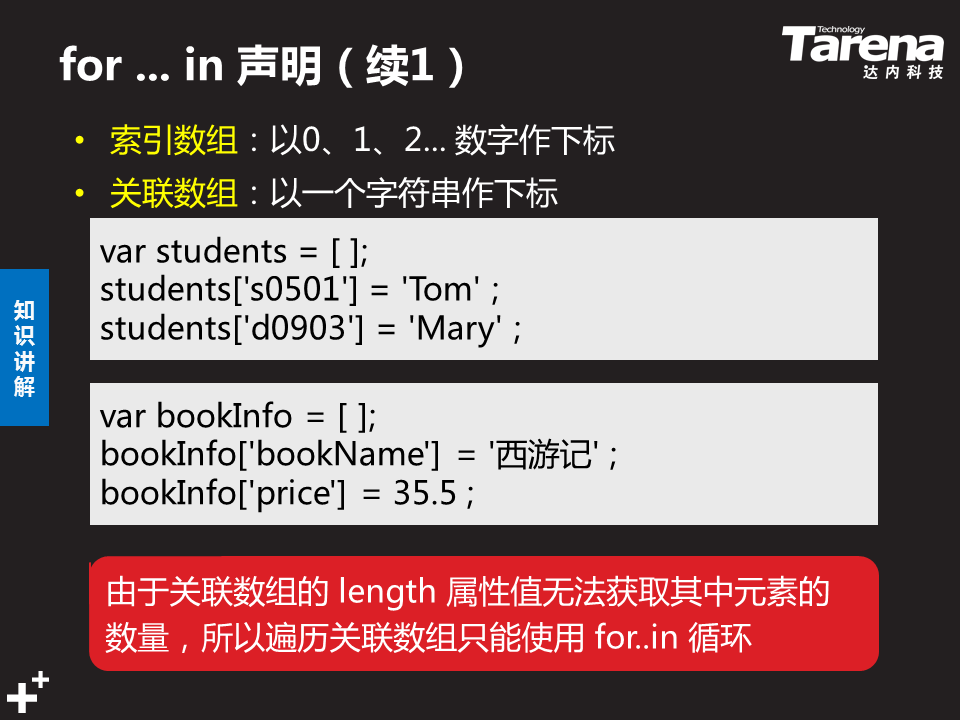 for ... in 声明（续1）
Technology
Tarena
达内科技
• 索引数组：以0、1、2... 数字作下标
• 关联数组：以一个字符串作下标
var students = [ ];
students['s0501'] = 'Tom' ;
students['d0903'] = 'Mary' ;
知
识
讲
解
var bookInfo = [ ];
bookInfo['bookName'] = '西游记' ;
bookInfo['price'] = 35.5 ;
由于关联数组的 length 属性值无法获取其中元素的
数量，所以遍历关联数组只能使用 for..in 循环